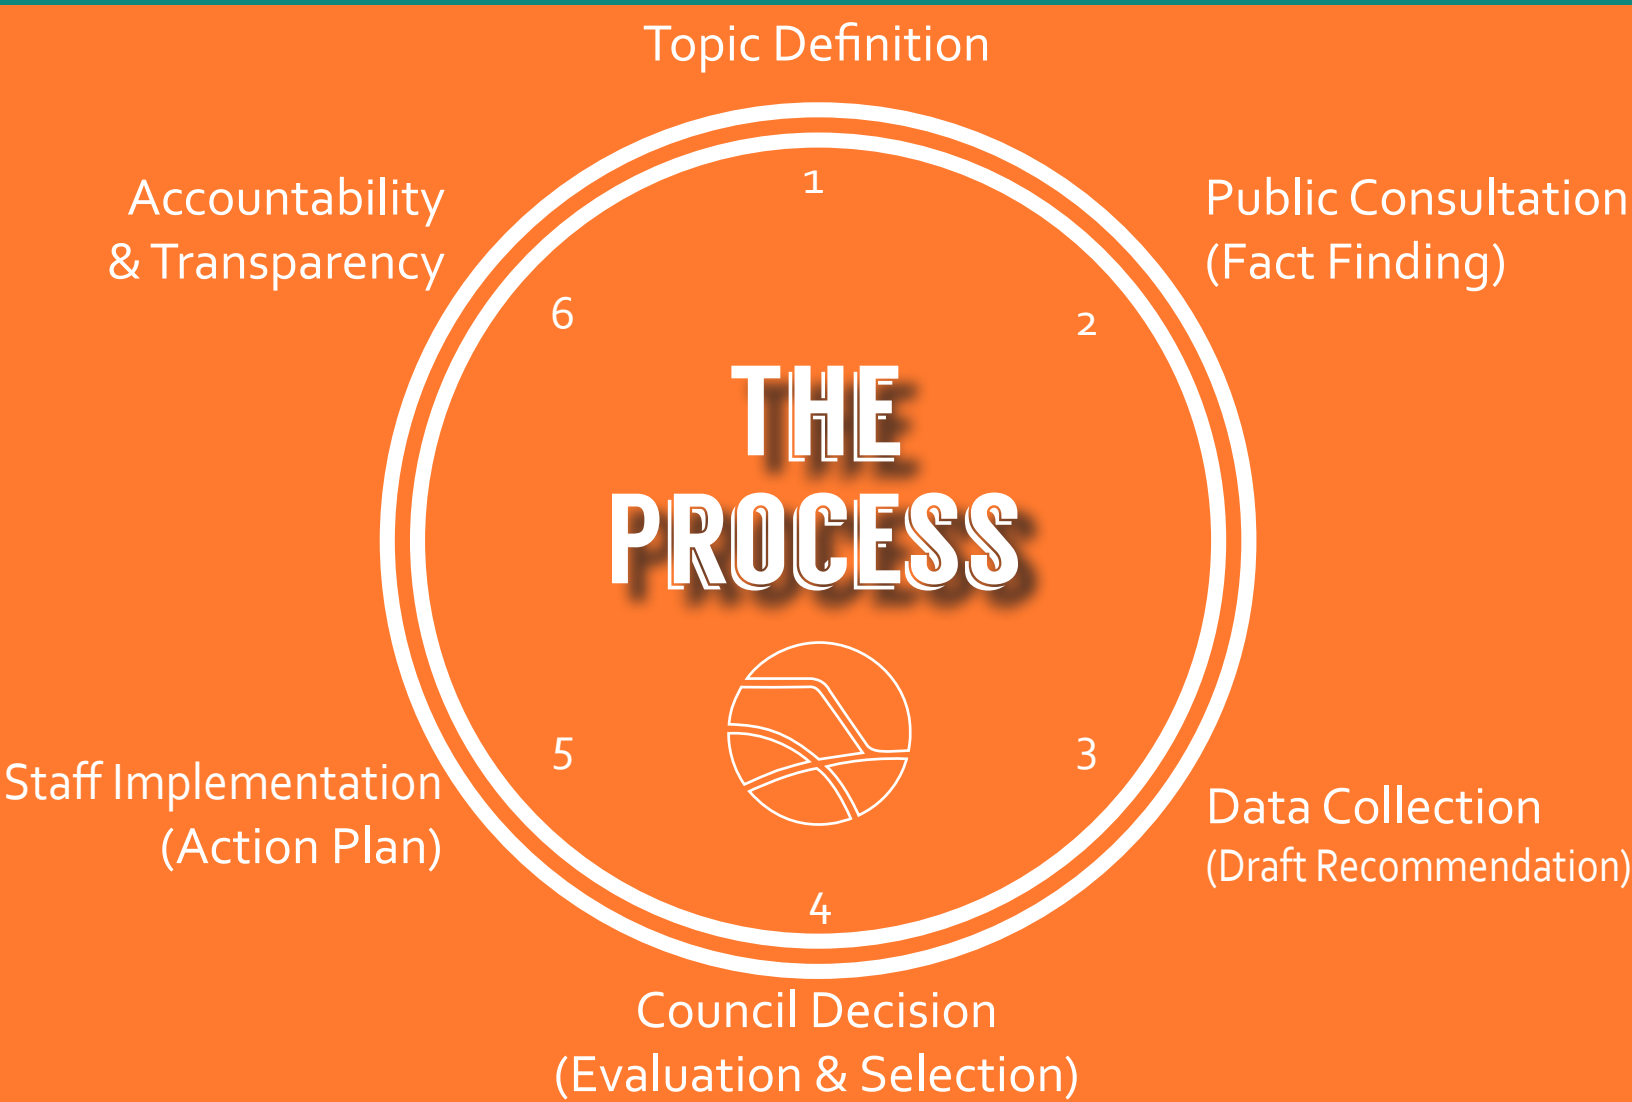 Topic Definition
1
Public Consultation
(Fact Finding)
2
3
Data Collection
(Draft Recommendation)
4
Council Decision
(Evaluation & Selection)
5
Staff Implementation
(Action Plan)
6
Accountability
& Transparency
THE
PROCESS